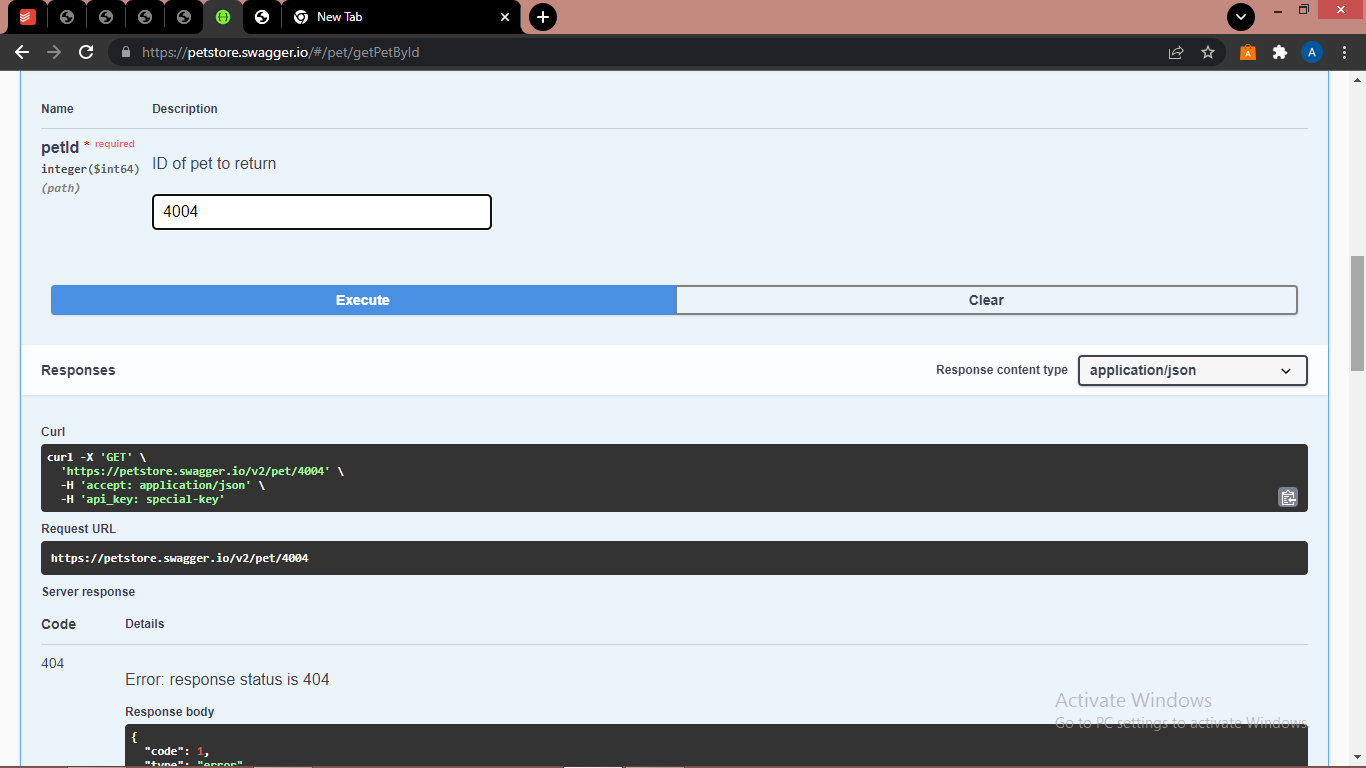 New Tab
https://petstore.swagger.io/#/pet/getPetById
A
A
Name Description
petId * required
integer($int64)
(path)
ID of pet to return
4004
Execute Clear
Responses Response content type application/json
Curl
curl -X 'GET' \
'https://petstore.swagger.io/v2/pet/4004' \
-H 'accept: application/json' \
-H 'api_key: special-key'
Request URL
https://petstore.swagger.io/v2/pet/4004
Server response
Code Details
404
Error: response status is 404
Response body
{
"code": 1,
"type": "error"
Activate Windows
Go to PC settings to activate Windows.